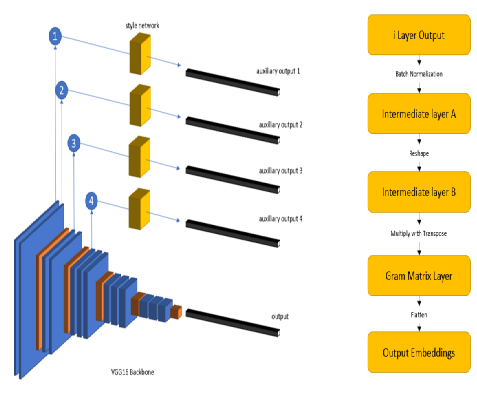 style network
1
auxiliary output 1
2
auxiliary output 2
3
auxiliary output 3
4
auxiliary output 4
output
VGG16 Backbone
i Layer Output
Batch Normalization
Intermediate layer A
Reshape
Intermediate layer B
Multiply with Transpose
Gram Matrix Layer
Flatten
Output Embeddings